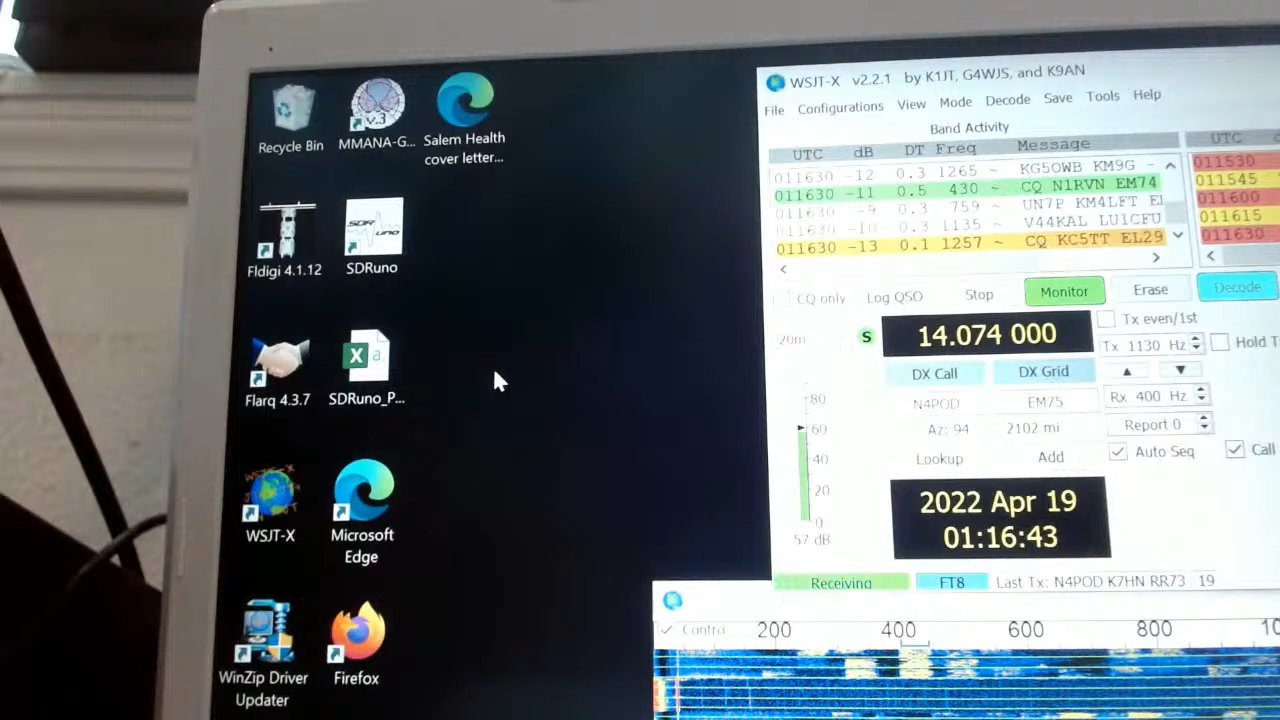 Recycle Bin
MMANA-G...
Salem Health
cover letter...
Fldigi 4.1.12
SDRuno
Flarq 4.3.7
SDRuno_P...
WSJT-X
Microsoft
Edge
WinZip Driver
Updater
Firefox
WSJT-X v2.2.1 by K1JT, G4WJS, and K9AN
File Configurations View Mode Decode Save Tools Help
Band Activity
UTC dB DT Freq Message
011630 -12 0.3 1265 ~ KG5OWB KM9G -
011630 -11 0.5 430 ~ CQ N1RVN EM74
011630 -9 0.3 759 ~ UN7P KM4LFT
011630 -10 0.3 1135 ~ V44KAL LU1CFU
011630 -13 0.1 1257 ~ CQ KC5TT EL29
UTC
011530
011545
011600
011615
011630
CQ only Log QSO Stop Monitor Erase Decode
20m S 14.074 000
Tx even/1st
Tx 1130 Hz Hold
DX Call DX Grid
N4POD EM75
Rx 400 Hz
Az: 94 2102 mi
Report 0
Lookup Add
Auto Seq Call
80
60
40
20
0
57 dB
2022 Apr 19
01:16:43
Receiving FT8 Last Tx: N4POD K7HN RR73 19
200 400 600 800